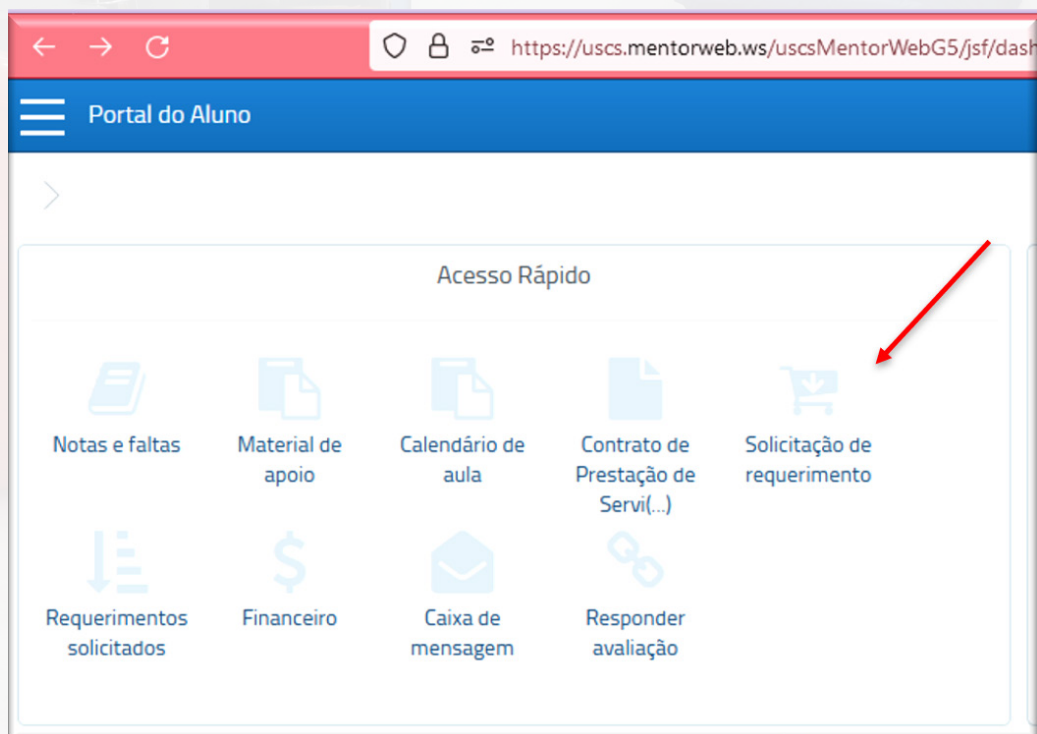 https://uscs.mentorweb.ws/uscsMentorWebG5/jsf/dash
Portal do Aluno
Acesso Rápido
Notas e faltas
Material de
apoio
Calendário de
aula
Contrato de
Prestação de
Servi(...)
Solicitação de
requerimento
Requerimentos
solicitados
Financeiro
Caixa de
mensagem
Responder
avaliação